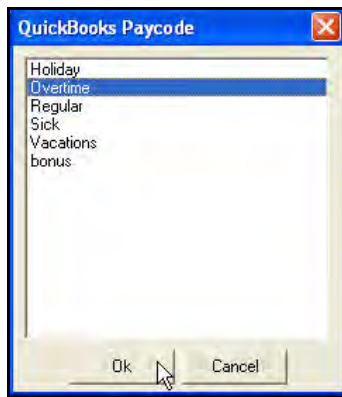 QuickBooks Paycode
Holiday
Overtime
Regular
Sick
Vacations
bonus
Ok Cancel